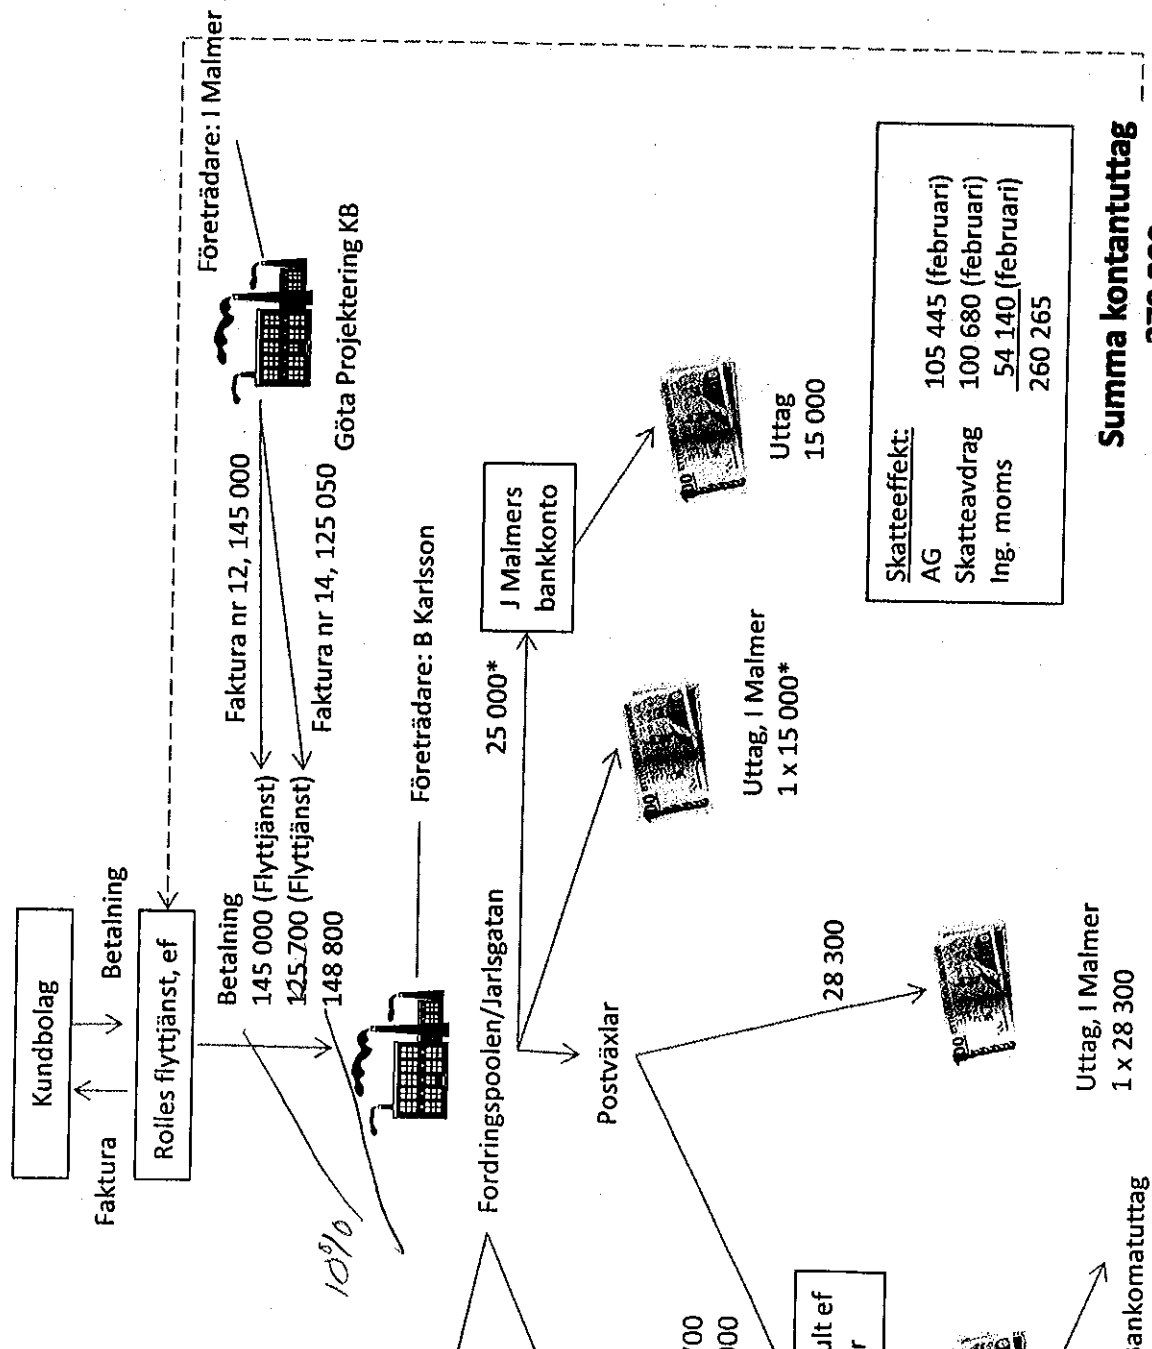 Kundbolag
Faktura
Betalning
Rolles flyttjänst, ef
Företrädare: I Malmer
Betalning
145 000 (Flyttjänst)
125 700 (Flyttjänst)
148 800
Faktura nr 12, 145 000
Faktura nr 14, 125 050
Göta Projektering KB
10%
Företrädare: B Karlsson
Fordringspoolen/Jarlsgatan
25 000*
J Malmers
bankkonto
Postväxlar
Uttag, I Malmer
1 x 15 000*
Uttag
15 000
28 300
Uttag, I Malmer
1 x 28 300
Skatteeffekt:
AG 105 445 (februari)
Skatteavdrag 100 680 (februari)
Ing. moms 54 140 (februari)
260 265
Summa kontantuttag
ult ef
Bankomatuttag